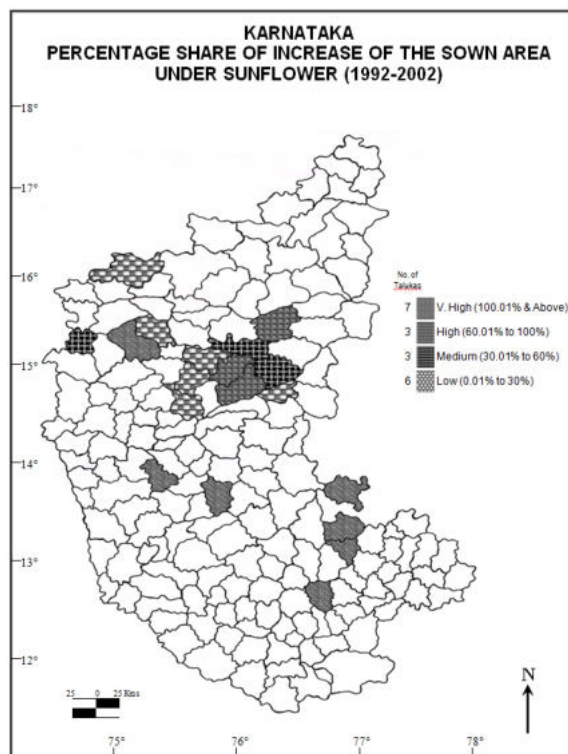 KARNATAKA
PERCENTAGE SHARE OF INCREASE OF THE SOWN AREA
UNDER SUNFLOWER (1992-2002)
18°
17°
16°
15°
14°
13°
12°
No. of
Talukas
7 V. High (100.01% & Above)
3 High (60.01% to 100%)
3 Medium (30.01% to 60%)
6 Low (0.01% to 30%)
25 0 25 Kms
N
75° 76° 77° 78°